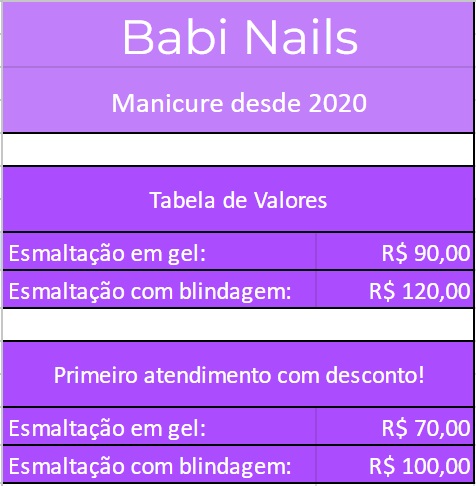 Babi Nails
Manicure desde 2020
Tabela de Valores
Esmaltação em gel: R$ 90,00
Esmaltação com blindagem: R$ 120,00
Primeiro atendimento com desconto!
Esmaltação em gel: R$ 70,00
Esmaltação com blindagem: R$ 100,00